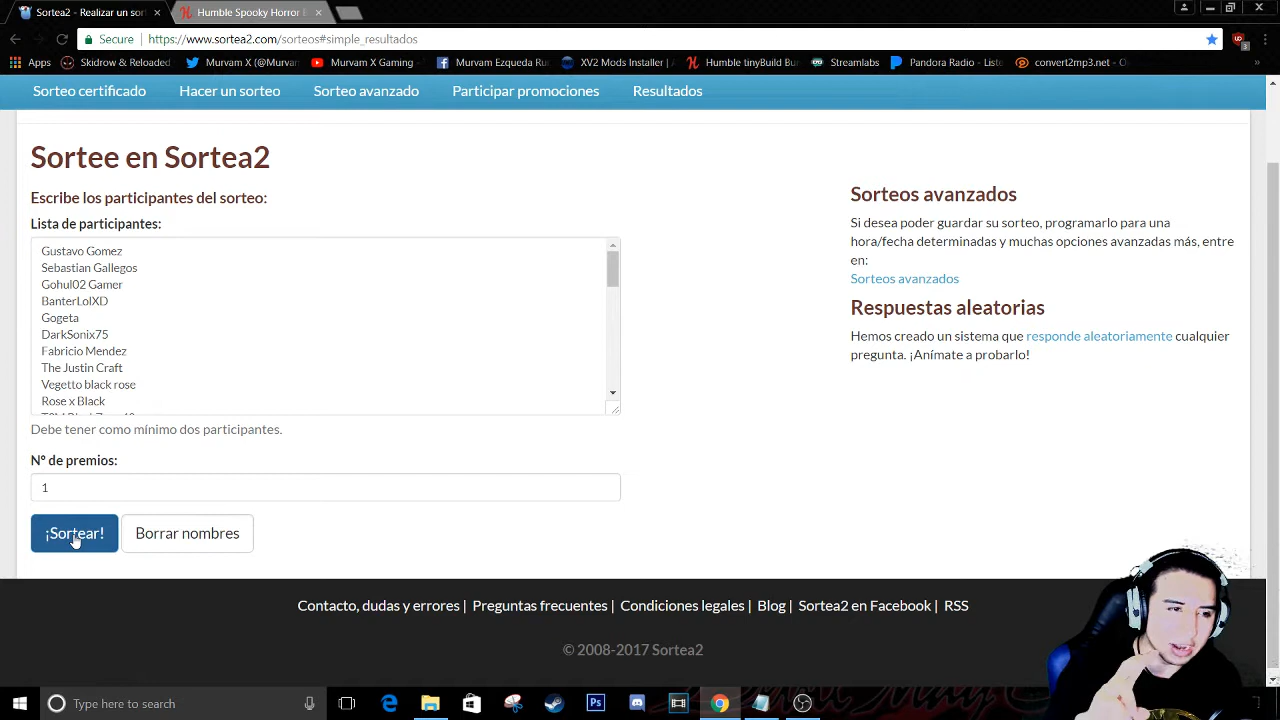 Sortea2 - Realizar un sort
Humble Spooky Horror B
Secure
https://www.sortea2.com/sorteos#simple_resultados
Apps
Skidrow & Reloaded
Murvam X (@Murvam
Murvam X Gaming -
Murvam Ezqueda Ru
XV2 Mods Installer |
Humble tinyBuild Bun
Streamlabs
Pandora Radio - Liste
convert2mp3.net - O
Sorteo certificado
Hacer un sorteo
Sorteo avanzado
Participar promociones
Resultados
Sortee en Sortea2
Escribe los participantes del sorteo:
Lista de participantes:
Gustavo Gomez
Sebastian Gallegos
Gohul02 Gamer
BanterLolXD
Gogeta
DarkSonix75
Fabricio Mendez
The Justin Craft
Vegetto black rose
Rose x Black
Debe tener como mínimo dos participantes.
Nº de premios:
1
¡Sortear!
Borrar nombres
Sorteos avanzados
Si desea poder guardar su sorteo, programarlo para una
hora/fecha determinadas y muchas opciones avanzadas más, entre
en:
Sorteos avanzados
Respuestas aleatorias
Hemos creado un sistema que responde aleatoriamente cualquier
pregunta. ¡Anímate a probarlo!
Contacto, dudas y errores |
Preguntas frecuentes |
Condiciones legales |
Blog |
Sortea2 en Facebook |
RSS
© 2008-2017 Sortea2
Type here to search